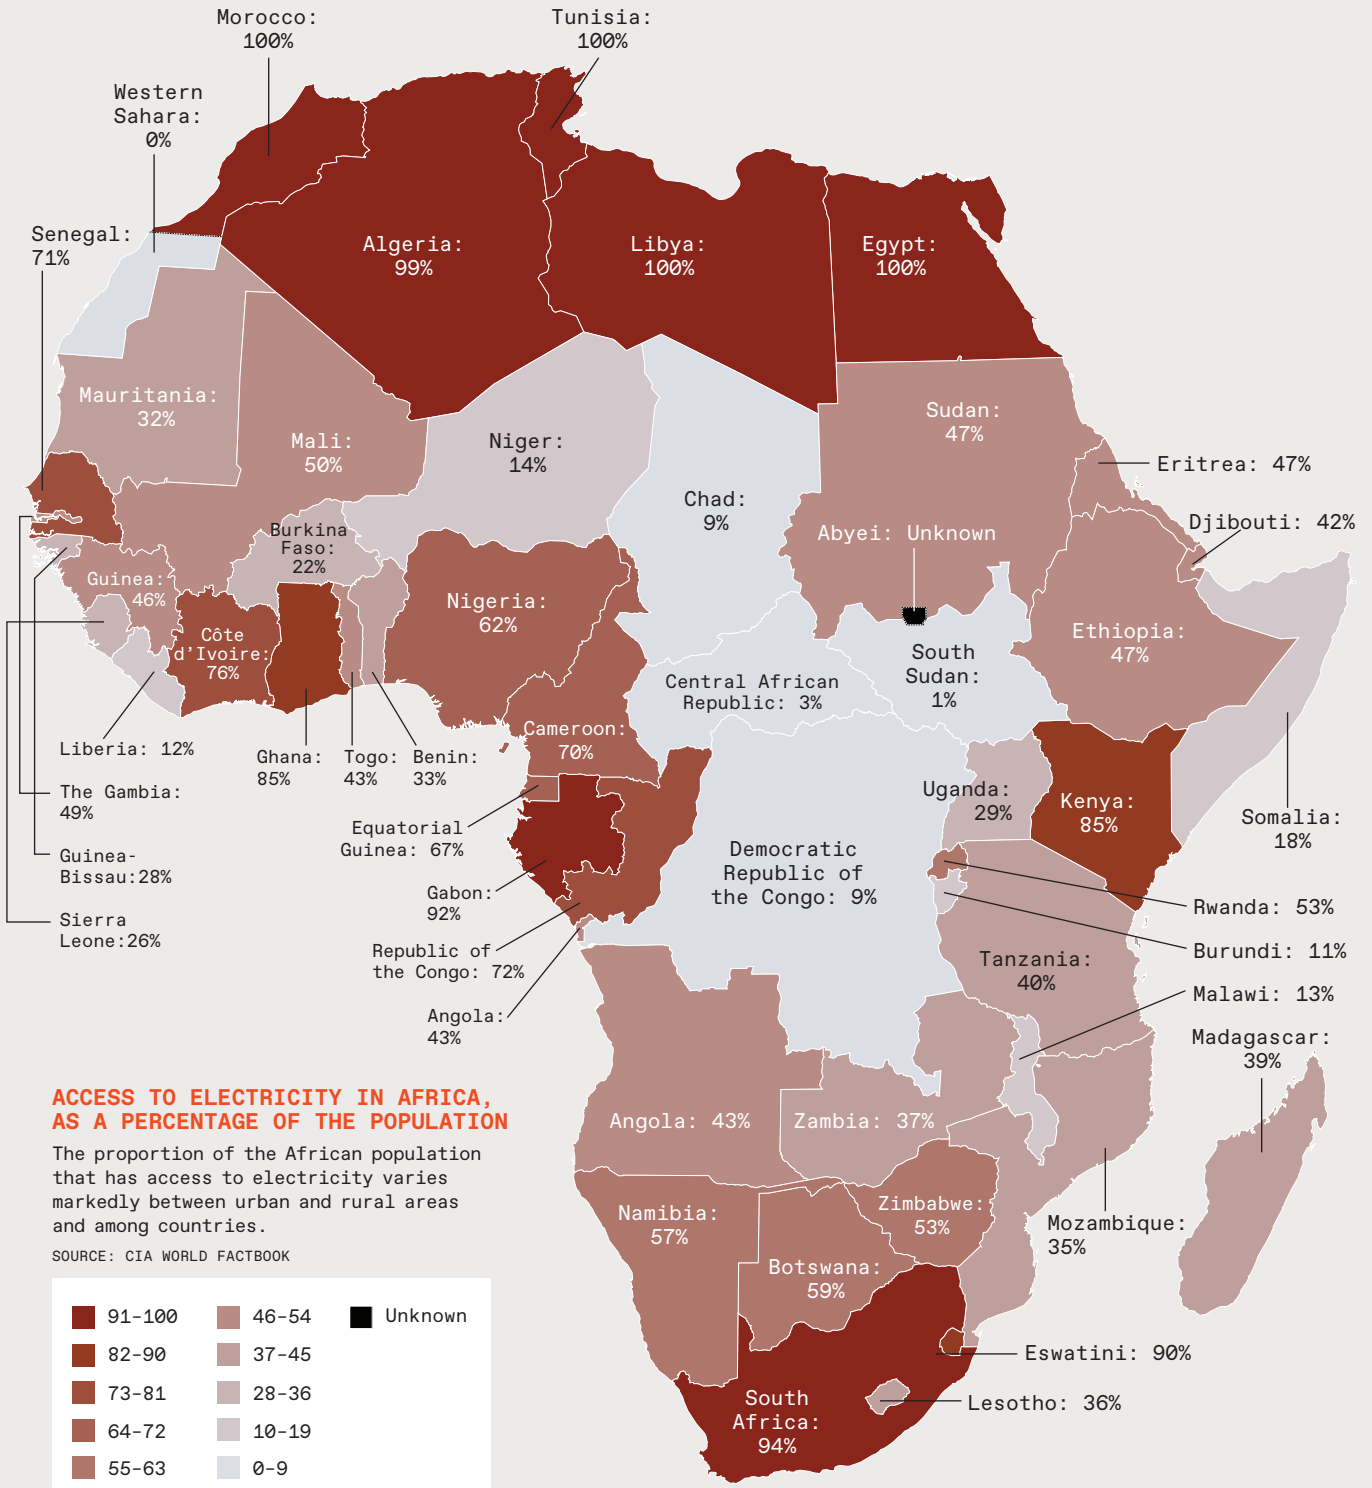 Morocco:
100%
Tunisia:
100%
Western
Sahara:
0%
Senegal:
71%
Algeria:
99%
Libya:
100%
Egypt:
100%
Mauritania:
32%
Mali:
50%
Niger:
14%
Chad:
9%
Sudan:
47%
Eritrea: 47%
Djibouti: 42%
Abyei: Unknown
Burkina
Faso:
22%
Guinea:
46%
Nigeria:
62%
Côte
d'Ivoire:
76%
Ethiopia:
47%
South
Sudan:
1%
Central African
Republic: 3%
Cameroon:
70%
Liberia: 12%
Ghana:
85%
Togo:
43%
Benin:
33%
The Gambia:
49%
Guinea-
Bissau:28%
Sierra
Leone:26%
Equatorial
Guinea: 67%
Gabon:
92%
Republic of
the Congo: 72%
Angola:
43%
Uganda:
29%
Kenya:
85%
Somalia:
18%
Democratic
Republic of
the Congo: 9%
Rwanda: 53%
Burundi: 11%
Tanzania:
40%
Malawi: 13%
Madagascar:
39%
Angola: 43%
Zambia: 37%
Zimbabwe:
53%
Namibia:
57%
Botswana:
59%
Mozambique:
35%
Eswatini: 90%
Lesotho: 36%
South
Africa:
94%
ACCESS TO ELECTRICITY IN AFRICA,
AS A PERCENTAGE OF THE POPULATION
The proportion of the African population
that has access to electricity varies
markedly between urban and rural areas
and among countries.
SOURCE: CIA WORLD FACTBOOK
91-100
82-90
73-81
64-72
55-63
46-54
37-45
28-36
10-19
0-9
Unknown